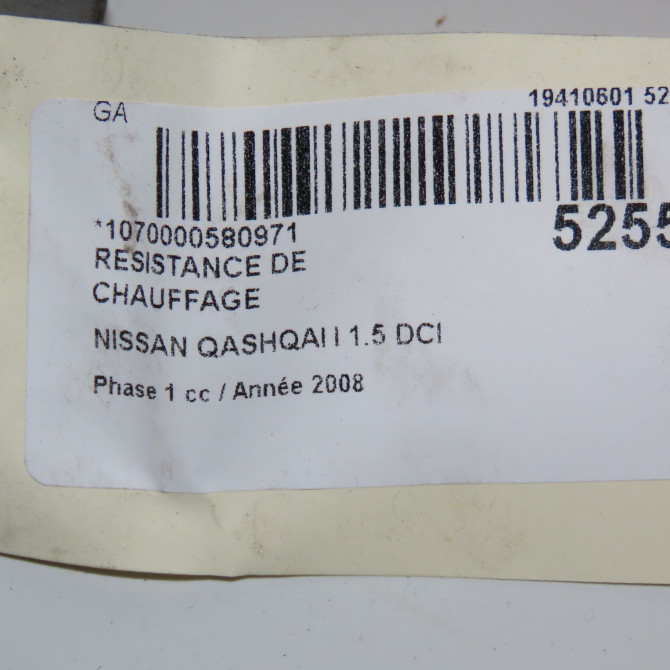 GA
19410601 52
*1070000580971
5255
RESISTANCE DE
CHAUFFAGE
NISSAN QASHQAI I 1.5 DCI
Phase 1 cc / Année 2008